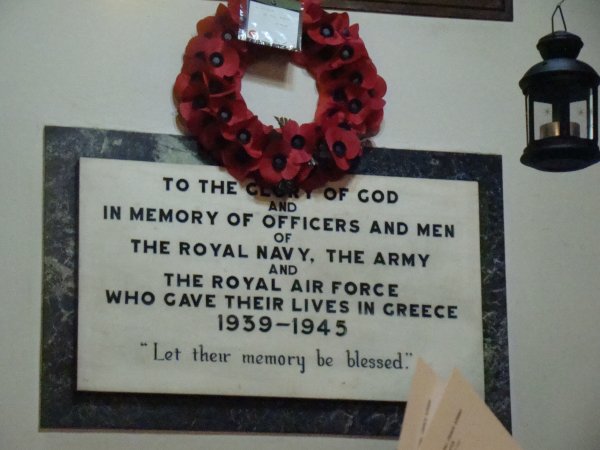 TO THE GLORY OF GOD
AND
IN MEMORY OF OFFICERS AND MEN
OF
THE ROYAL NAVY, THE ARMY
AND
THE ROYAL AIR FORCE
WHO GAVE THEIR LIVES IN GREECE
1939-1945
"Let their memory be blessed."